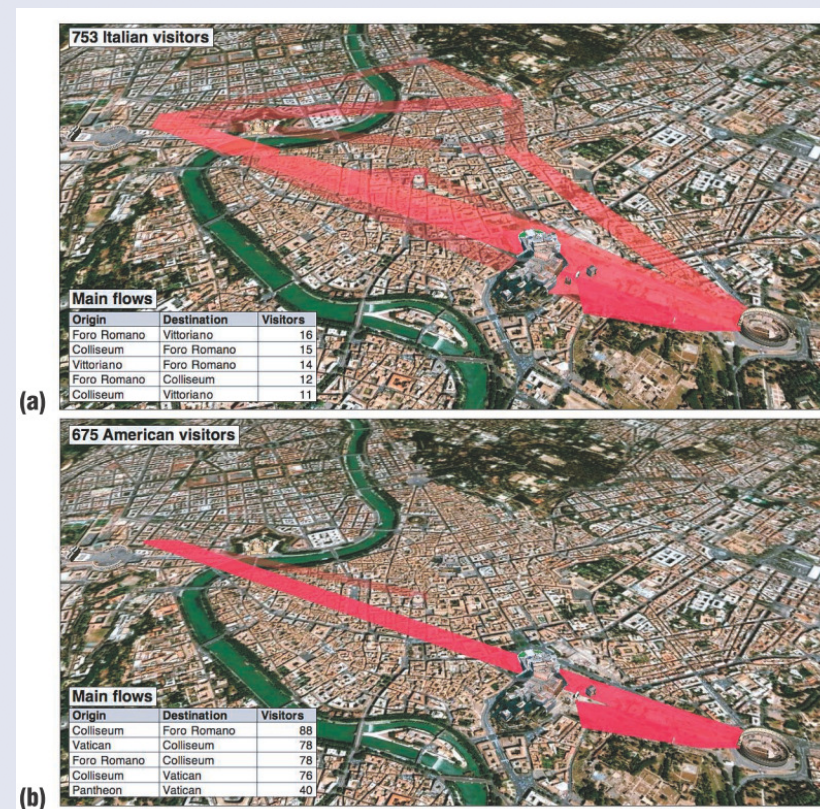 753 Italian visitors
Main flows
Origin Destination Visitors
Foro Romano Vittoriano 16
Colliseum Foro Romano 15
Vittoriano Foro Romano 14
Foro Romano Colliseum 12
Colliseum Vittoriano 11
(a)
675 American visitors
Main flows
Origin Destination Visitors
Colliseum Foro Romano 88
Vatican Colliseum 78
Foro Romano Colliseum 78
Colliseum Vatican 76
Pantheon Vatican 40
(b)